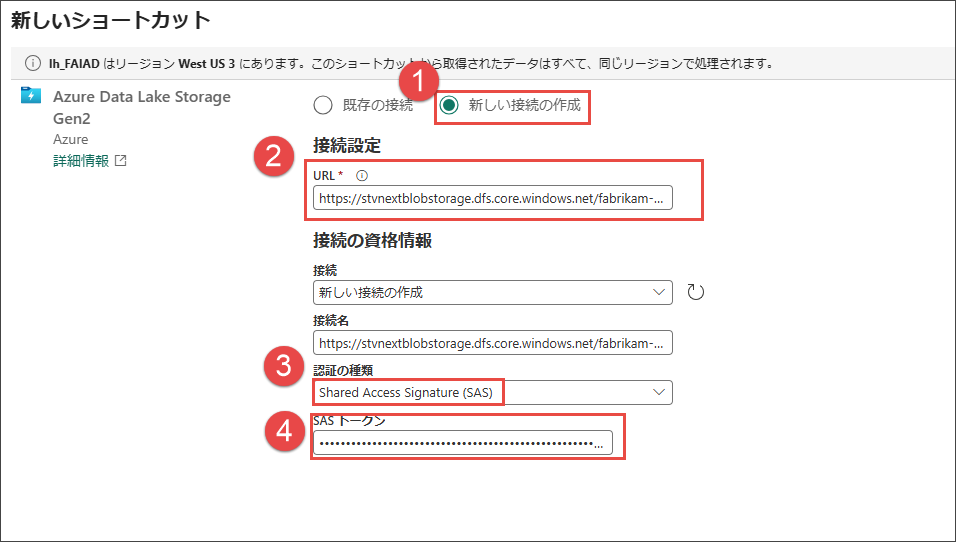 新しいショートカット
lh_FAIAD はリージョン West US 3 にあります。このショートカットから取得されたデータはすべて、同じリージョンで処理されます。
1
Azure Data Lake Storage
Gen2
Azure
詳細情報
既存の接続
新しい接続の作成
接続設定
2
URL *
https://stvnextblobstorage.dfs.core.windows.net/fabrikam-...
接続の資格情報
接続
新しい接続の作成
接続名
https://stvnextblobstorage.dfs.core.windows.net/fabrikam-...
3
認証の種類
Shared Access Signature (SAS)
4
SAS トークン